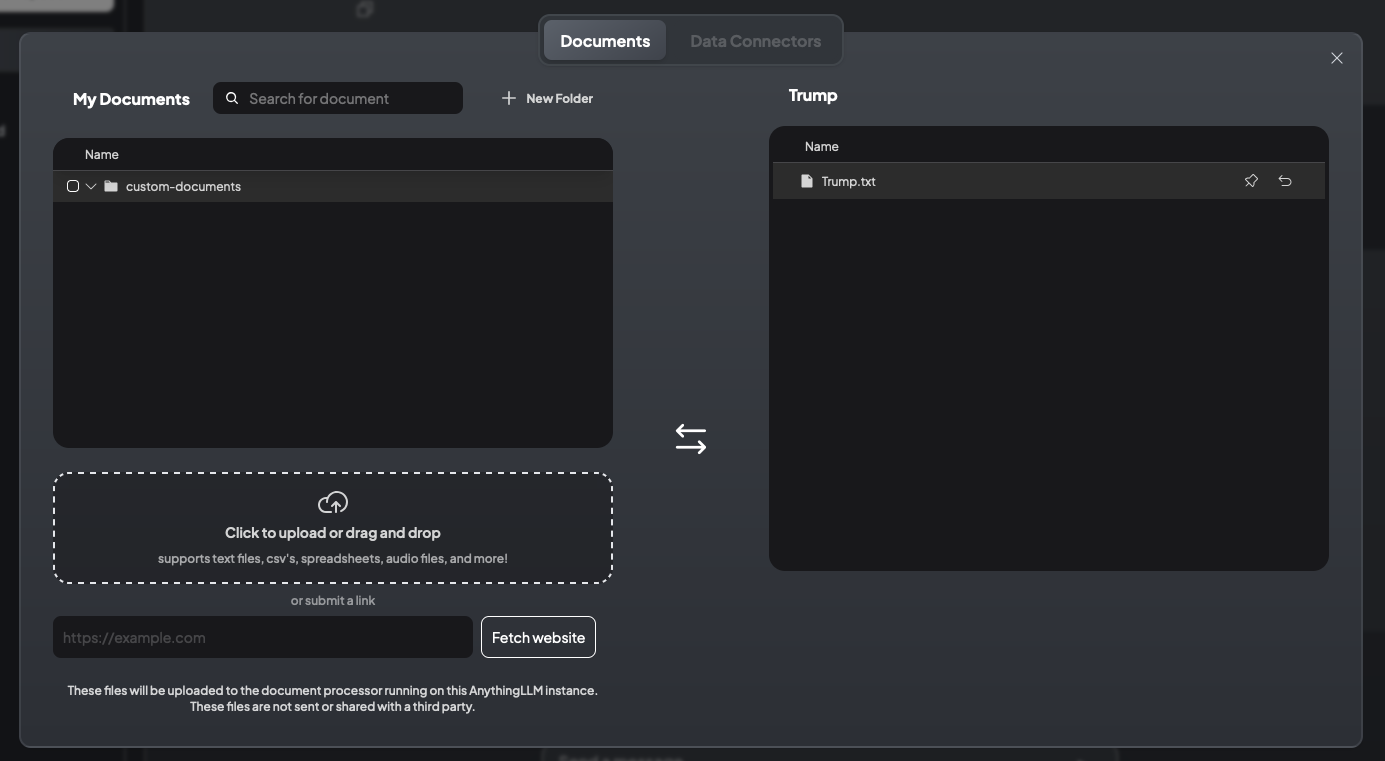 Documents
Data Connectors
My Documents
Search for document
New Folder
Name
custom-documents
Click to upload or drag and drop
supports text files, csv's, spreadsheets, audio files, and more!
or submit a link
https://example.com
Fetch website
These files will be uploaded to the document processor running on this AnythingLLM instance.
These files are not sent or shared with a third party.
Trump
Name
Trump.txt